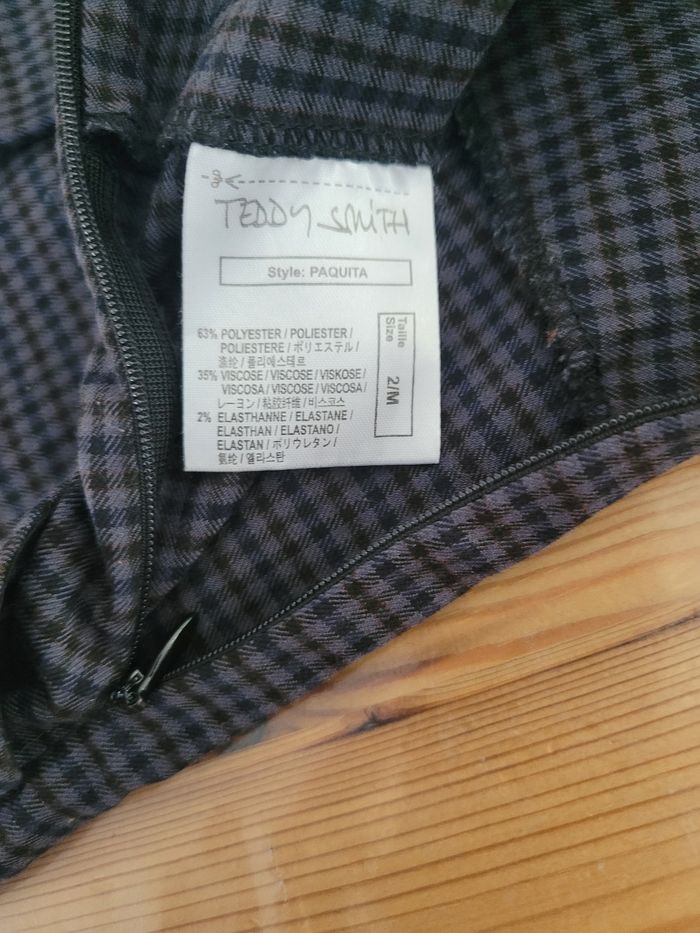 TEDDY SMITH
Style: PAQUITA
63% POLYESTER / POLIESTER /
POLIESTERE / ポリエステル /
涤纶 / 폴리에스테르
35% VISCOSE / VISCOSE / VISKOSE /
VISCOSA / VISCOSE / VISCOSA /
レーヨン / 粘胶纤维 / 비스코스
2% ELASTHANNE / ELASTANE /
ELASTHAN / ELASTANO /
ELASTAN / ポリウレタン /
氨纶 / 엘리스탄
Taille
Size
2/M